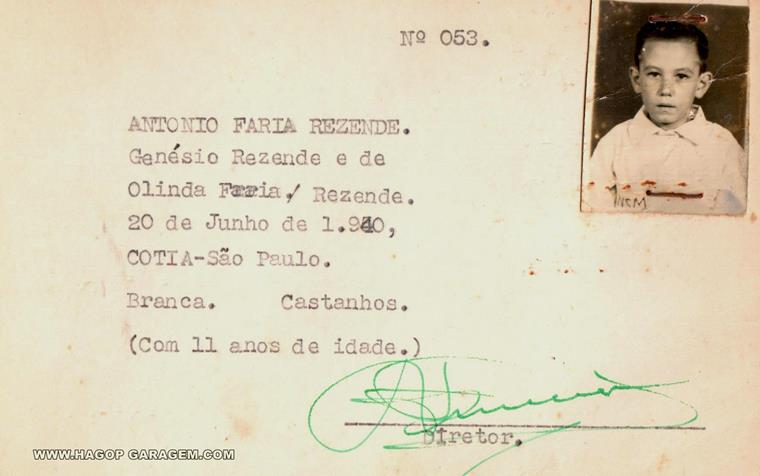 Nº 053.
ANTONIO FARIA REZENDE.
Genésio Rezende e de
Olinda Faria/ Rezende.
20 de Junho de 1.940,
COTIA-São Paulo.
Branca. Castanhos.
(Com 11 anos de idade.)
Diretor.
WWW.HAGOP GARAGEM.COM